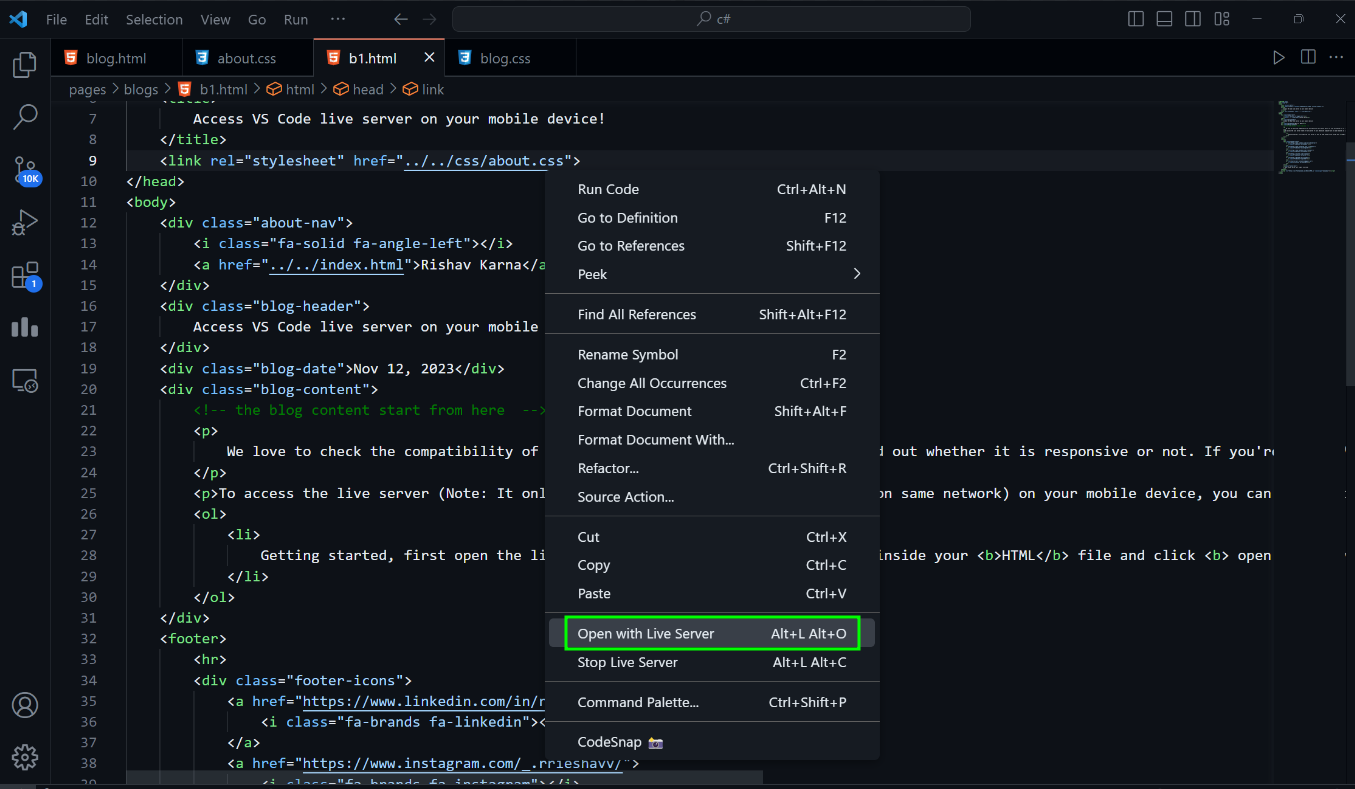 File Edit Selection View Go Run ··· c#
blog.html about.css b1.html blog.css
pages > blogs > b1.html > html > head > link
7 Access VS Code live server on your mobile device!
8 </title>
9 <link rel="stylesheet" href="../../css/about.css">
10 </head>
11 <body>
12 <div class="about-nav">
13 <i class="fa-solid fa-angle-left"></i>
14 <a href="../../index.html">Rishav Karna</a
15 </div>
16 <div class="blog-header">
17 Access VS Code live server on your mobile
18 </div>
19 <div class="blog-date">Nov 12, 2023</div>
20 <div class="blog-content">
21 <!-- the blog content start from here -->
22 <p>
23 We love to check the compatibility of d out whether it is responsive or not. If you're
24 </p>
25 <p>To access the live server (Note: It onl on same network) on your mobile device, you can
26 <ol>
27 <li>
28 Getting started, first open the li inside your <b>HTML</b> file and click <b> open
29 </li>
30 </ol>
31 </div>
32 <footer>
33 <hr>
34 <div class="footer-icons">
35 <a href="https://www.linkedin.com/in/r
36 <i class="fa-brands fa-linkedin"><
37 </a>
38 <a href="https://www.instagram.com/_.rrieshavv/">
39 <i class="fa-brands fa-instagram"></i>
10K
1
Run Code Ctrl+Alt+N
Go to Definition F12
Go to References Shift+F12
Peek
Find All References Shift+Alt+F12
Rename Symbol F2
Change All Occurrences Ctrl+F2
Format Document Shift+Alt+F
Format Document With...
Refactor... Ctrl+Shift+R
Source Action...
Cut Ctrl+X
Copy Ctrl+C
Paste Ctrl+V
Open with Live Server Alt+L Alt+O
Stop Live Server Alt+L Alt+C
Command Palette... Ctrl+Shift+P
CodeSnap 📸